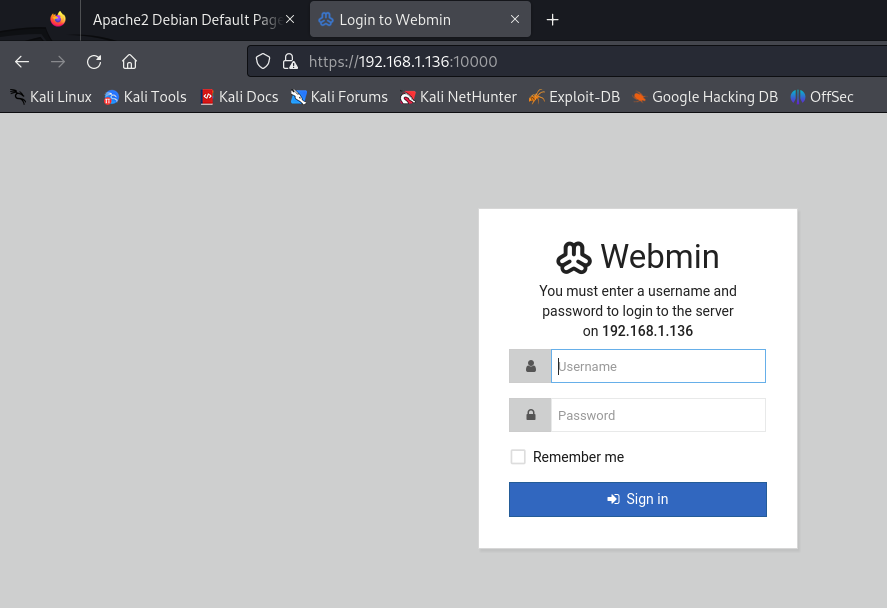 Apache2 Debian Default Page
Login to Webmin
https://192.168.1.136:10000
Kali Linux
Kali Tools
Kali Docs
Kali Forums
Kali NetHunter
Exploit-DB
Google Hacking DB
OffSec
Webmin
You must enter a username and
password to login to the server
on 192.168.1.136
Username
Password
Remember me
Sign in